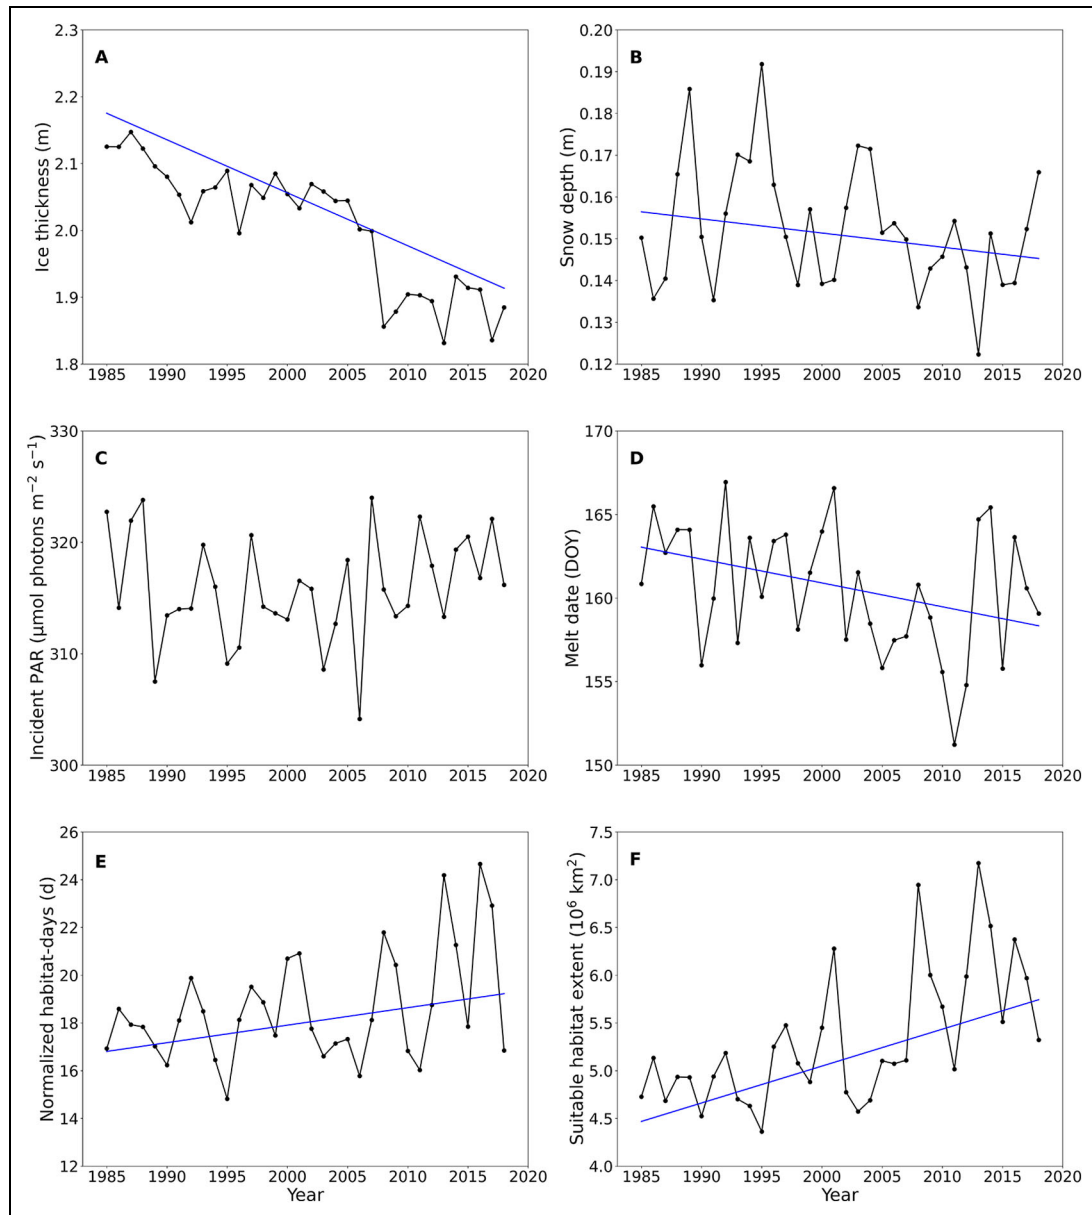 2.3
A
2.2
2.1
2.0
1.9
1.8
Ice thickness (m)
1985 1990 1995 2000 2005 2010 2015 2020
0.20
B
0.19
0.18
0.17
0.16
0.15
0.14
0.13
0.12
Snow depth (m)
1985 1990 1995 2000 2005 2010 2015 2020
330
C
320
310
300
Incident PAR (μmol photons m⁻² s⁻¹)
1985 1990 1995 2000 2005 2010 2015 2020
170
D
165
160
155
150
Melt date (DOY)
1985 1990 1995 2000 2005 2010 2015 2020
26
E
24
22
20
18
16
14
12
Normalized habitat-days (d)
1985 1990 1995 2000 2005 2010 2015 2020
Year
7.5
F
7.0
6.5
6.0
5.5
5.0
4.5
4.0
Suitable habitat extent (10⁶ km²)
1985 1990 1995 2000 2005 2010 2015 2020
Year